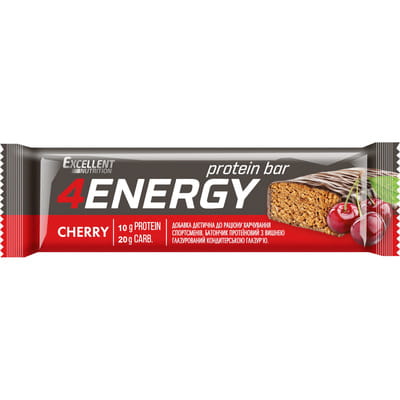 EXCELLENT
NUTRITION
protein bar
4ENERGY
CHERRY
10 g PROTEIN
20 g CARB.
ДОБАВКА ДІЄТИЧНА ДО РАЦІОНУ ХАРЧУВАННЯ
СПОРТСМЕНІВ. БАТОНЧИК ПРОТЕЇНОВИЙ З ВИШНЕЮ
ГЛАЗУРОВАНИЙ КОНДИТЕРСЬКОЮ ГЛАЗУР'Ю.